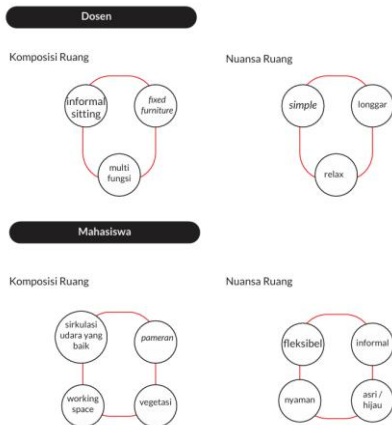 Dosen
Komposisi Ruang
informal
sitting
fixed
furniture
multi
fungsi
Nuansa Ruang
simple
longgar
relax
Mahasiswa
Komposisi Ruang
sirkulasi
udara yang
baik
pameran
working
space
vegetasi
Nuansa Ruang
fleksibel
informal
nyaman
asri /
hijau